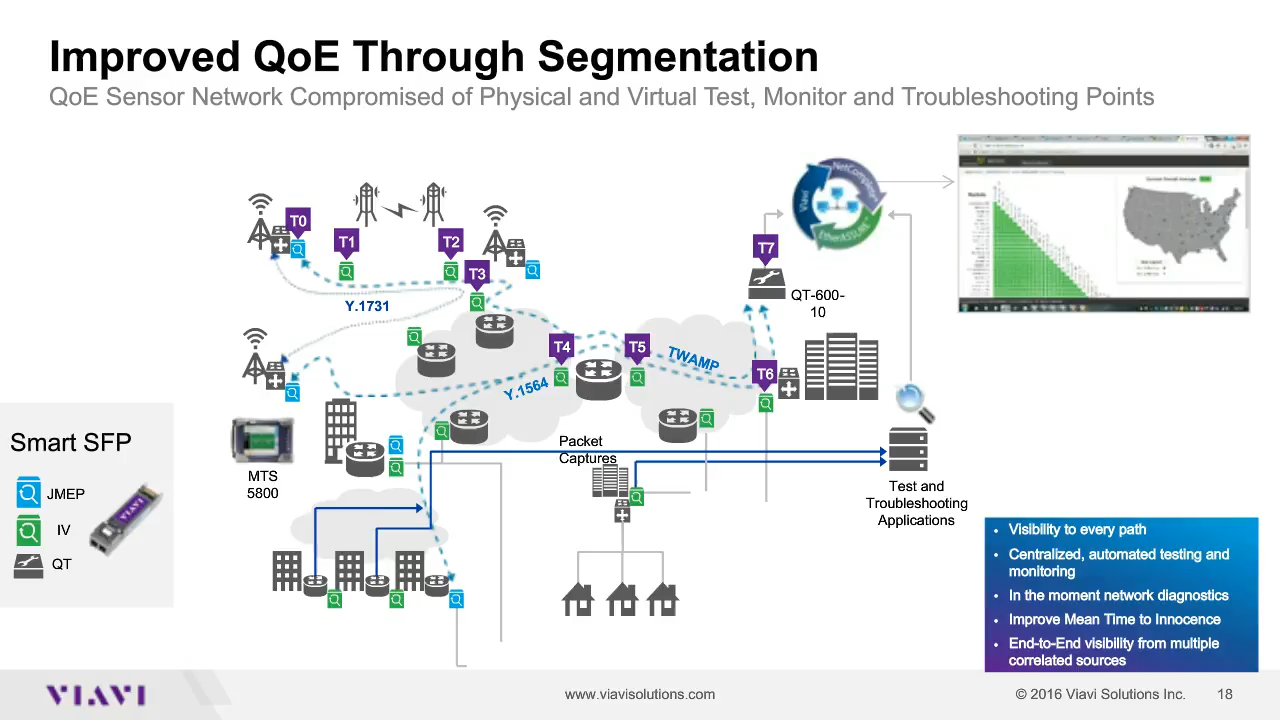 Improved QoE Through Segmentation
QoE Sensor Network Compromised of Physical and Virtual Test, Monitor and Troubleshooting Points
T0
T1
T2
T3
Y.1731
T4
T5
Y.1564
TWAMP
T6
T7
QT-600-
10
Viavi
NetComplete
EtherASSURE
Smart SFP
JMEP
IV
QT
VIAVI
MTS
5800
Packet
Captures
Test and
Troubleshooting
Applications
• Visibility to every path
• Centralized, automated testing and
monitoring
• In the moment network diagnostics
• Improve Mean Time to Innocence
• End-to-End visibility from multiple
correlated sources
VIAVI
www.viavisolutions.com
© 2016 Viavi Solutions Inc.
18